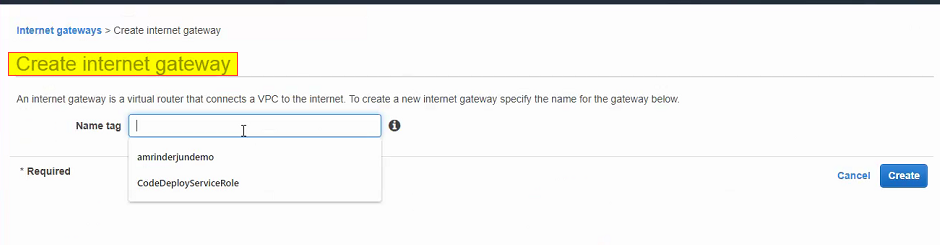 Internet gateways > Create internet gateway
Create internet gateway
An internet gateway is a virtual router that connects a VPC to the internet. To create a new internet gateway specify the name for the gateway below.
Name tag
amrinderjundemo
CodeDeployServiceRole
* Required
Cancel Create